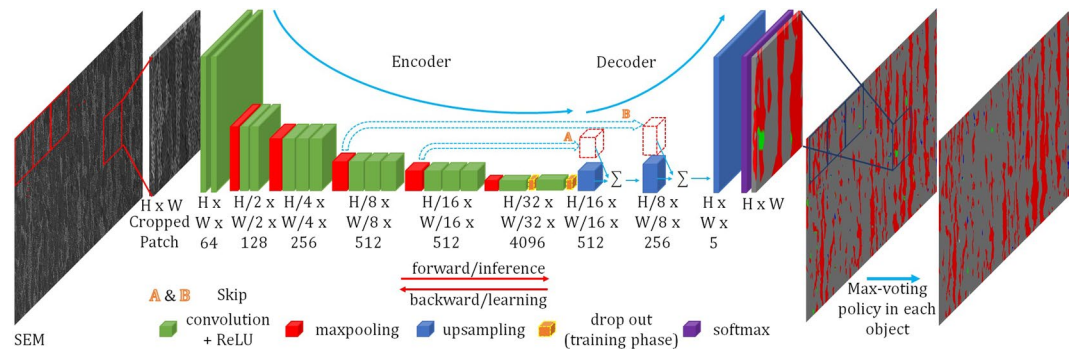 Encoder
Decoder
A
B
Σ
Σ
H x W
Cropped
Patch
H x
W x
64
H/2 x
W/2 x
128
H/4 x
W/4 x
256
H/8 x
W/8 x
512
H/16 x
W/16 x
512
H/32 x
W/32 x
4096
H/16 x
W/16 x
512
H/8 x
W/8 x
256
H x
W x
5
H x W
forward/inference
backward/learning
A & B Skip
convolution
+ ReLU
maxpooling
upsampling
drop out
(training phase)
softmax
SEM
Max-voting
policy in each
object